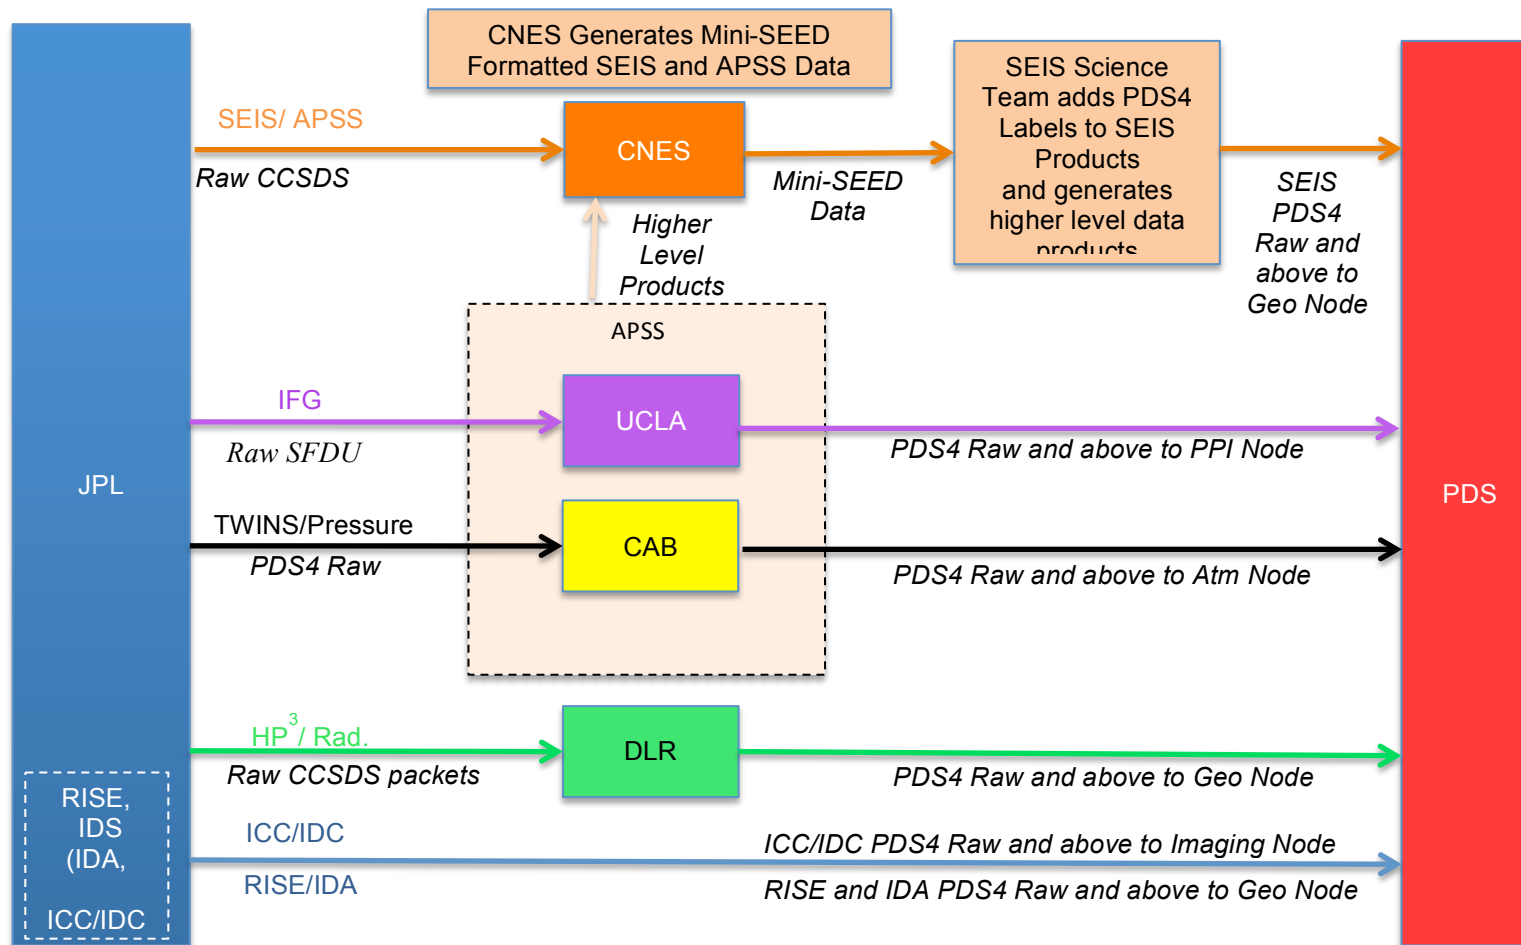 CNES Generates Mini-SEED
Formatted SEIS and APSS Data
SEIS Science
Team adds PDS4
Labels to SEIS
Products
and generates
higher level data
products
SEIS/ APSS
Raw CCSDS
CNES
Mini-SEED
Data
SEIS
PDS4
Raw and
above to
Geo Node
Higher
Level
Products
APSS
IFG
Raw SFDU
UCLA
PDS4 Raw and above to PPI Node
JPL
PDS
TWINS/Pressure
PDS4 Raw
CAB
PDS4 Raw and above to Atm Node
HP³/ Rad.
Raw CCSDS packets
DLR
PDS4 Raw and above to Geo Node
RISE,
IDS
(IDA,
ICC/IDC
ICC/IDC
RISE/IDA
ICC/IDC PDS4 Raw and above to Imaging Node
RISE and IDA PDS4 Raw and above to Geo Node